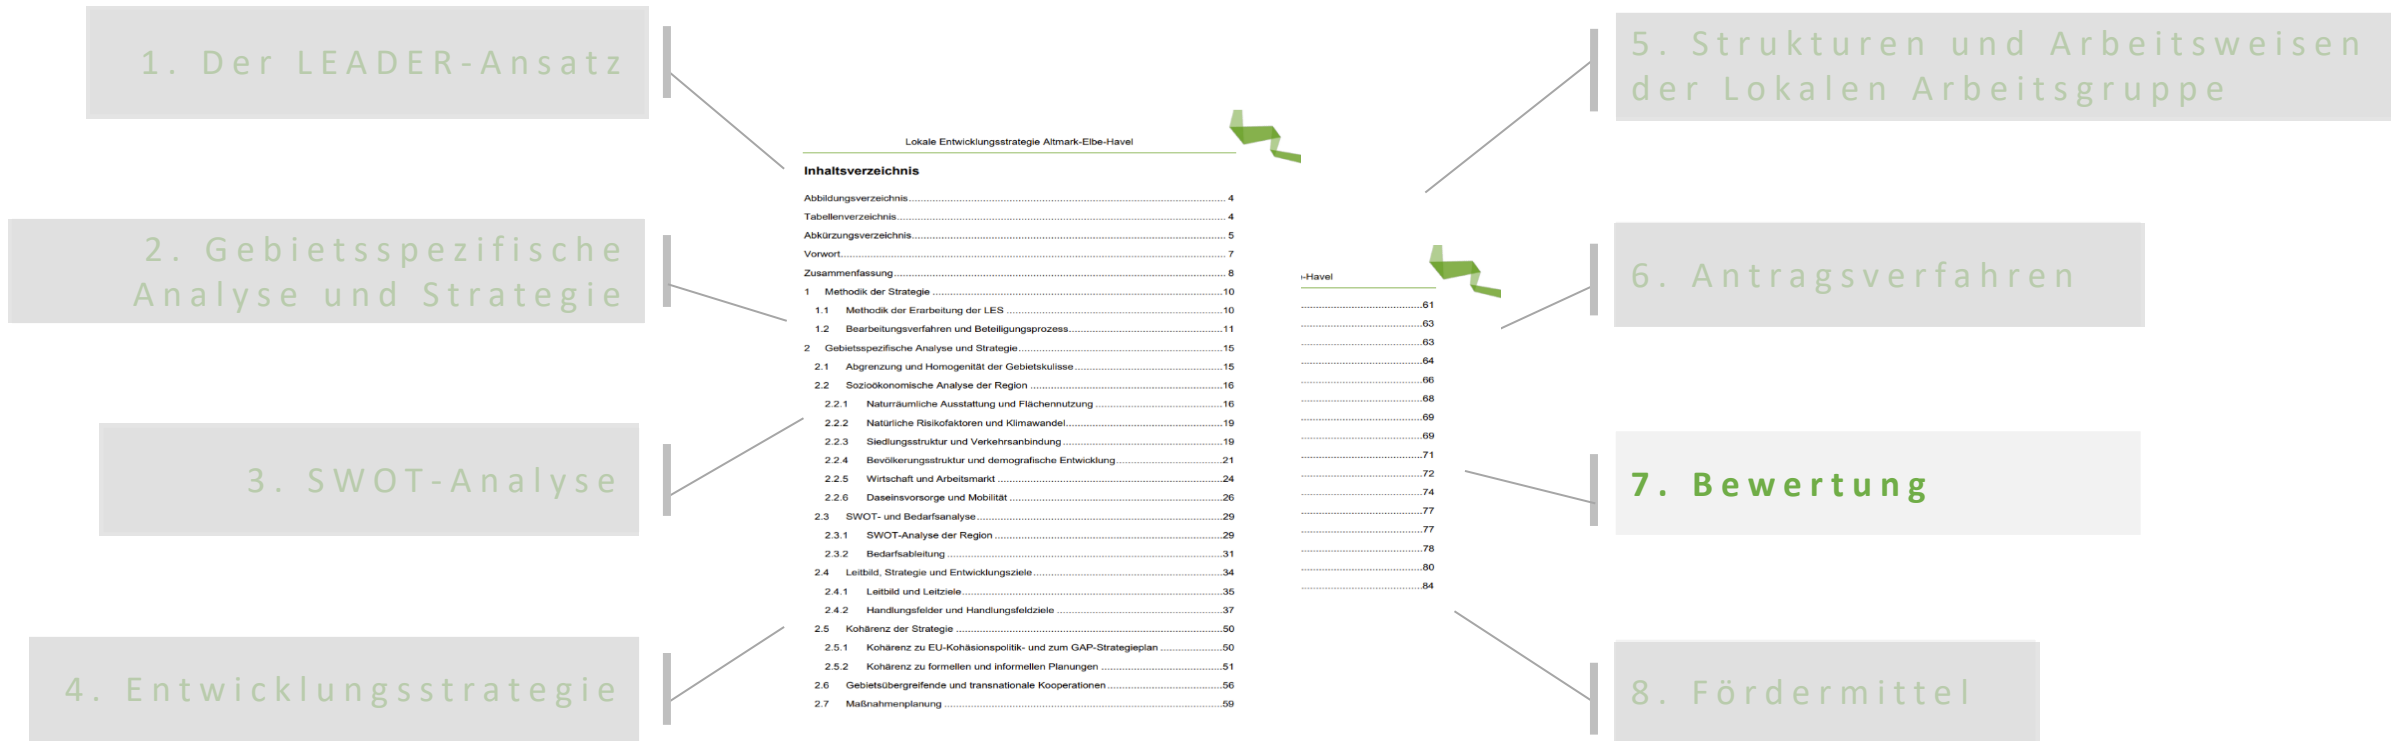 1. Der LEADER-Ansatz
2. Gebietsspezifische
Analyse und Strategie
3. SWOT-Analyse
4. Entwicklungsstrategie
Lokale Entwicklungsstrategie Altmark-Elbe-Havel
Inhaltsverzeichnis
Abbildungsverzeichnis 4
Tabellenverzeichnis 4
Abkürzungsverzeichnis 5
Vorwort 7
Zusammenfassung 8
1 Methodik der Strategie 10
1.1 Methodik der Erarbeitung der LES 10
1.2 Bearbeitungsverfahren und Beteiligungsprozess 11
2 Gebietsspezifische Analyse und Strategie 15
2.1 Abgrenzung und Homogenität der Gebietskulisse 15
2.2 Sozioökonomische Analyse der Region 16
2.2.1 Naturräumliche Ausstattung und Flächennutzung 16
2.2.2 Natürliche Risikofaktoren und Klimawandel 19
2.2.3 Siedlungsstruktur und Verkehrsanbindung 19
2.2.4 Bevölkerungsstruktur und demografische Entwicklung 21
2.2.5 Wirtschaft und Arbeitsmarkt 24
2.2.6 Daseinsvorsorge und Mobilität 26
2.3 SWOT- und Bedarfsanalyse 29
2.3.1 SWOT-Analyse der Region 29
2.3.2 Bedarfsableitung 31
2.4 Leitbild, Strategie und Entwicklungsziele 34
2.4.1 Leitbild und Leitziele 35
2.4.2 Handlungsfelder und Handlungsfeldziele 37
2.5 Kohärenz der Strategie 50
2.5.1 Kohärenz zu EU-Kohäsionspolitik- und zum GAP-Strategieplan 50
2.5.2 Kohärenz zu formellen und informellen Planungen 51
2.6 Gebietsübergreifende und transnationale Kooperationen 56
2.7 Maßnahmenplanung 59
-Havel
61
63
63
64
66
68
69
69
71
72
74
77
77
78
80
84
5. Strukturen und Arbeitsweisen
der Lokalen Arbeitsgruppe
6. Antragsverfahren
7. Bewertung
8. Fördermittel